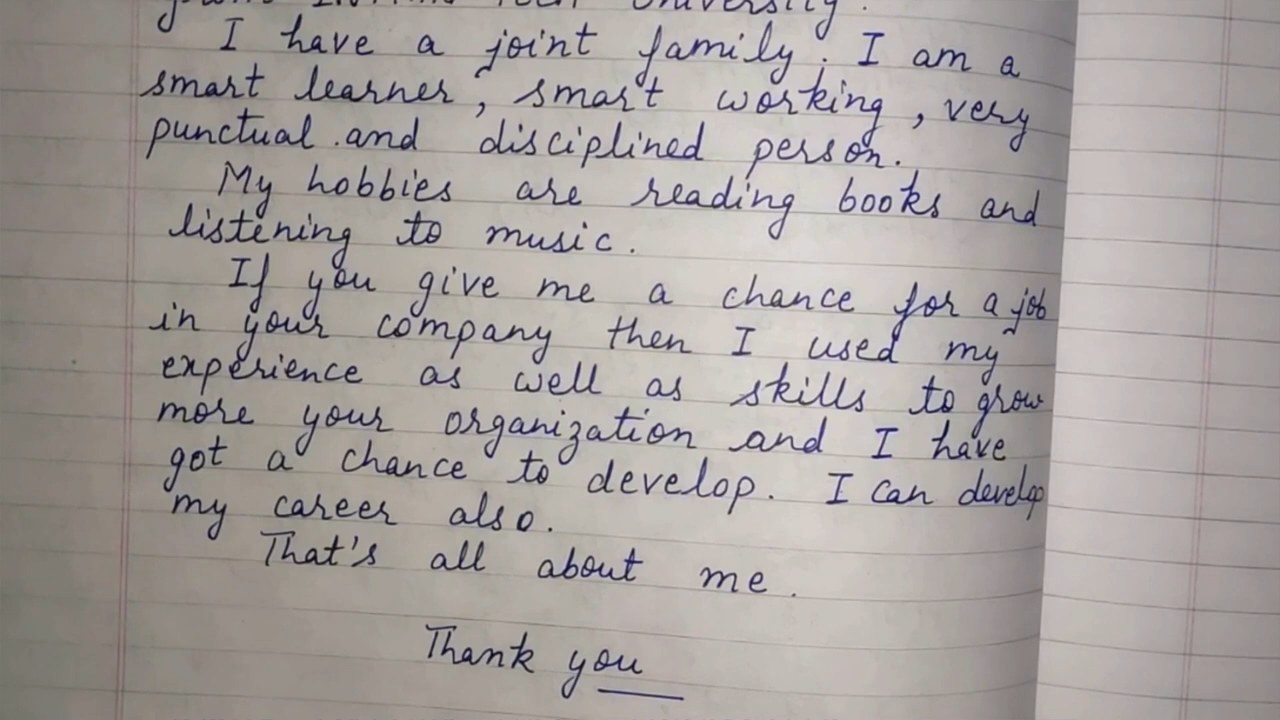 University.
I have a joint family. I am a
smart learner, smart working, very
punctual and disciplined person.
My hobbies are reading books and
listening to music.
If you give me a chance for a job
in your company then I used my
experience as well as skills to grow
more your organization and I have
got a chance to develop. I can develop
my career also.
That's all about me.
Thank you